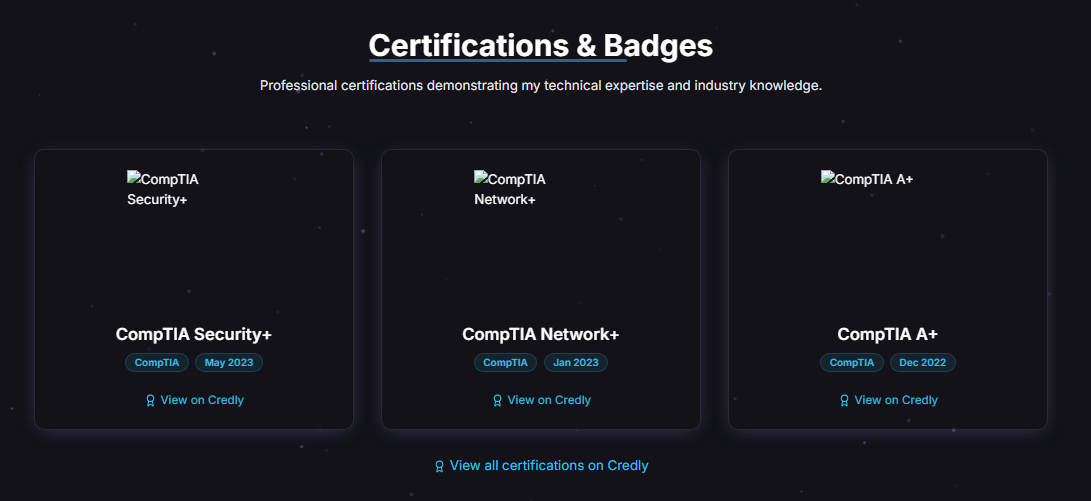 Certifications & Badges
Professional certifications demonstrating my technical expertise and industry knowledge.
CompTIA
Security+
CompTIA Security+
CompTIA May 2023
View on Credly
CompTIA
Network+
CompTIA Network+
CompTIA Jan 2023
View on Credly
CompTIA A+
CompTIA A+
CompTIA Dec 2022
View on Credly
View all certifications on Credly